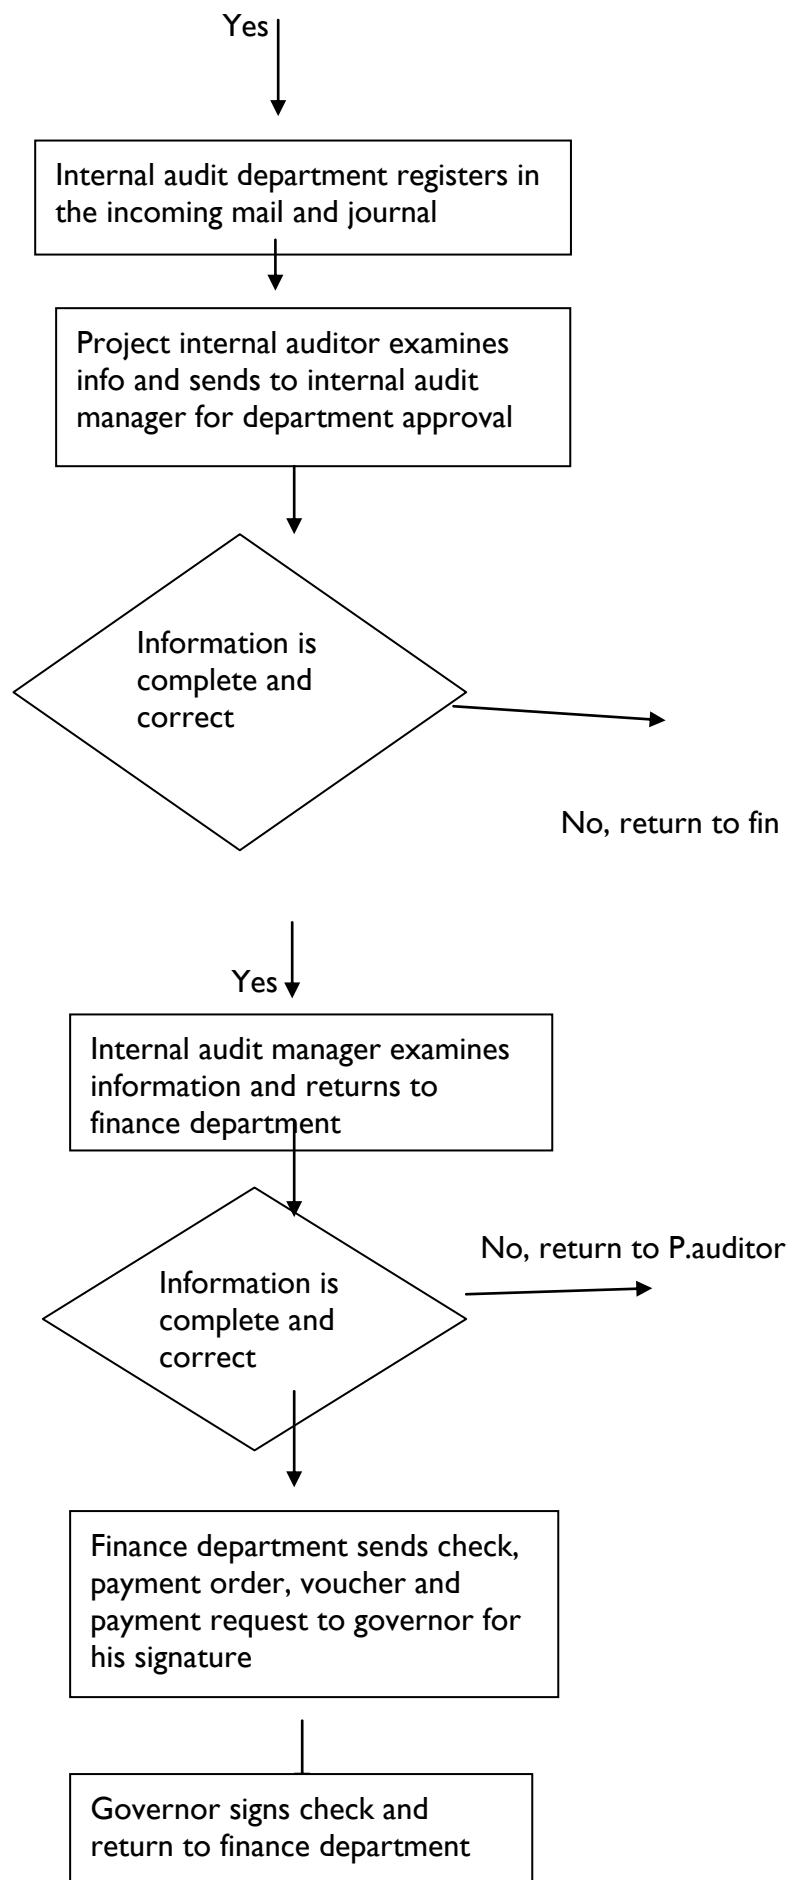 Yes
Internal audit department registers in
the incoming mail and journal
Project internal auditor examines
info and sends to internal audit
manager for department approval
Information is
complete and
correct
No, return to fin
Yes
Internal audit manager examines
information and returns to
finance department
No, return to P.auditor
Information is
complete and
correct
Finance department sends check,
payment order, voucher and
payment request to governor for
his signature
Governor signs check and
return to finance department